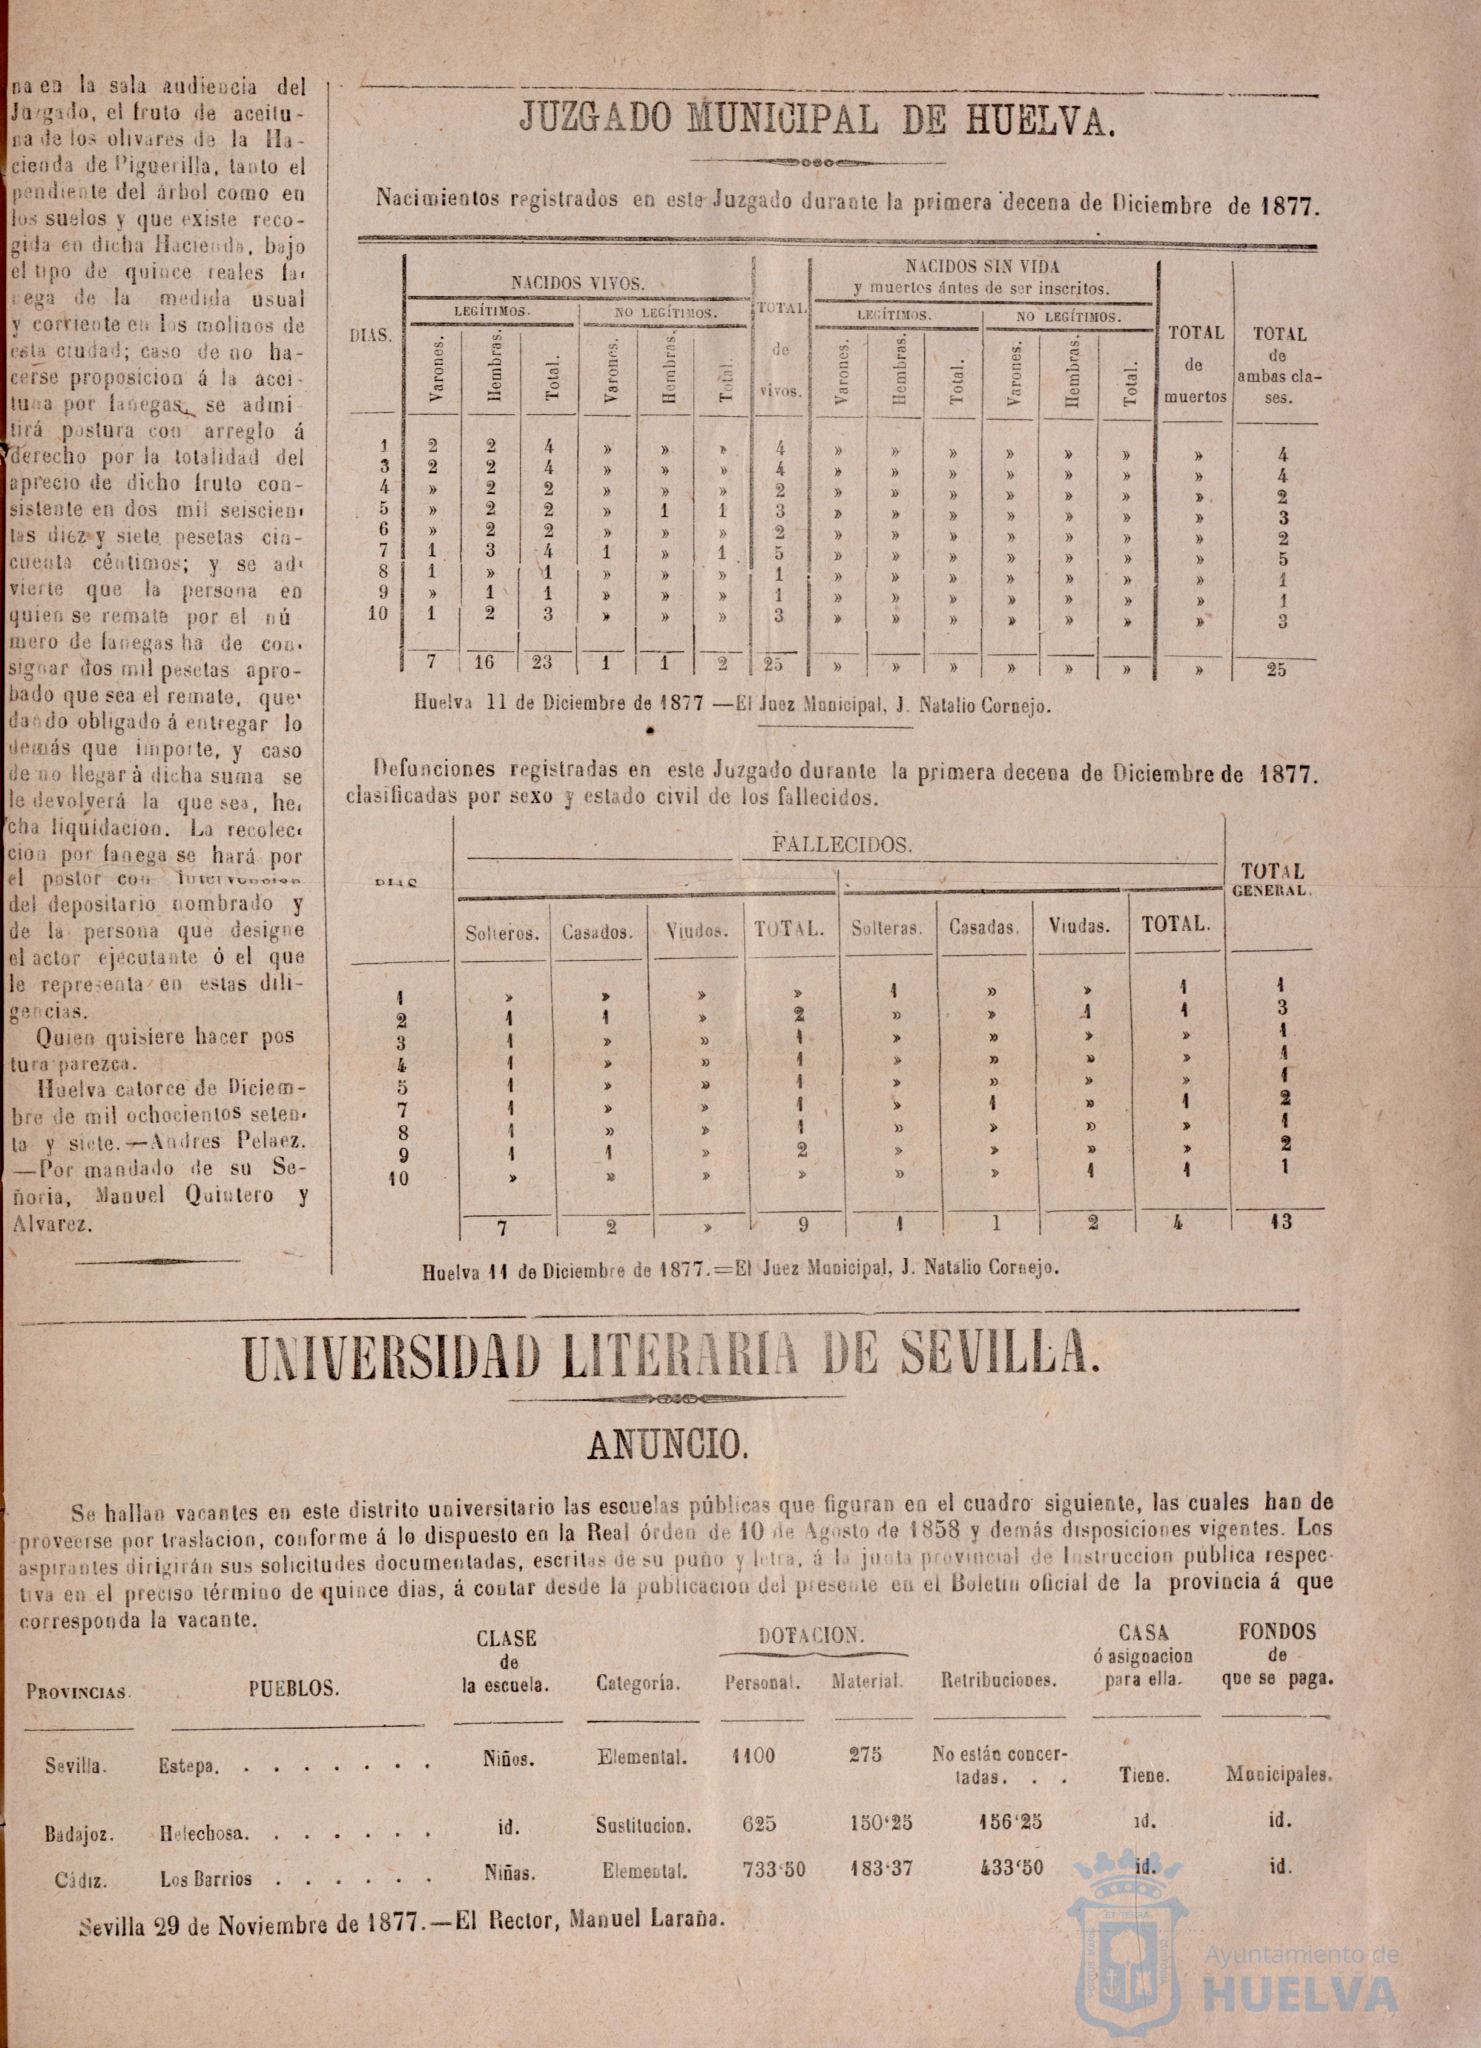 na en la sala audiencia del
Juzgado, el fruto de aceitu-
na de los olivares de la Ha-
cienda de Piguerilla, tanto el
pendiente del árbol como en
los suelos y que existe reco-
gida en dicha Hacienda, bajo
el tipo de quince reales fa-
nega de la medida usual
y corriente en los molinos de
esta ciudad; caso de no ha-
cerse proposicion á la acei-
tuna por fanegas, se admi
tirá postura con arreglo á
derecho por la totalidad del
aprecio de dicho fruto con-
sistente en dos mil seiscien-
tas diez y siete pesetas cin-
cuenta céntimos; y se ad-
vierte que la persona en
quien se remate por el nú
mero de fanegas ha de con-
signar dos mil pesetas apro-
bado que sea el remate, que-
dando obligado á entregar lo
demás que importe, y caso
de no llegar á dicha suma se
le devolverá la que sea, he-
cha liquidacion. La recolec-
cion por fanega se hará por
el postor con intervencion
del depositario nombrado y
de la persona que designe
el actor ejecutante ó el que
le representa en estas dili-
gencias.
Quien quisiere hacer pos
tura parezca.
Huelva catorce de Diciem-
bre de mil ochocientos seten-
ta y siete.—Andres Pelaez.
—Por mandado de su Se-
ñoria, Manuel Quintero y
Alvarez.
JUZGADO MUNICIPAL DE HUELVA.
Nacimientos registrados en este Juzgado durante la primera decena de Diciembre de 1877.
NACIDOS VIVOS. NACIDOS SIN VIDA
y muertos ántes de ser inscritos.
DIAS. LEGÍTIMOS. NO LEGÍTIMOS. TOTAL de vivos. LEGÍTIMOS. NO LEGÍTIMOS. TOTAL de muertos TOTAL de ambas cla-ses.
Varones. Hembras. Total. Varones. Hembras. Total. Varones. Hembras. Total. Varones. Hembras. Total.
1 2 2 4 » » » 4 » » » » » » » 4
3 2 2 4 » » » 4 » » » » » » » 4
4 » 2 2 » » » 2 » » » » » » » 2
5 » 2 2 » 1 1 3 » » » » » » » 3
6 » 2 2 » » » 2 » » » » » » » 2
7 1 3 4 1 » 1 5 » » » » » » » 5
8 1 » 1 » » » 1 » » » » » » » 1
9 » 1 1 » » » 1 » » » » » » » 1
10 1 2 3 » » » 3 » » » » » » » 3
7 16 23 1 1 2 25 » » » » » » » 25
Huelva 11 de Diciembre de 1877 —El Juez Municipal, J. Natalio Cornejo.
Defunciones registradas en este Juzgado durante la primera decena de Diciembre de 1877.
clasificadas por sexo y estado civil de los fallecidos.
FALLECIDOS.
DIAS TOTAL GENERAL.
Solteros. Casados. Viudos. TOTAL. Solteras. Casadas. Viudas. TOTAL.
1 » » » » 1 » » 1 1
2 1 1 » 2 » » 1 1 3
3 1 » » 1 » » » » 1
4 1 » » 1 » » » » 1
5 1 » » 1 » » » » 1
7 1 » » 1 » 1 » 1 2
8 1 » » 1 » » » » 1
9 1 1 » 2 » » » » 2
10 » » » » » » 1 1 1
7 2 » 9 1 1 2 4 13
Huelva 11 de Diciembre de 1877.=El Juez Municipal, J. Natalio Cornejo.
UNIVERSIDAD LITERARIA DE SEVILLA.
ANUNCIO.
Se hallan vacantes en este distrito universitario las escuelas públicas que figuran en el cuadro siguiente, las cuales han de
proveerse por traslacion, conforme á lo dispuesto en la Real órden de 10 de Agosto de 1858 y demás disposiciones vigentes. Los
aspirantes dirigirán sus solicitudes documentadas, escritas de su puño y letra, á la junta provincial de Instruccion pública respec-
tiva en el preciso término de quince dias, á contar desde la publicacion del presente en el Boletin oficial de la provincia á que
corresponda la vacante.
PROVINCIAS. PUEBLOS. CLASE de la escuela. Categoría. DOTACION. Personal. Material. Retribuciones. CASA ó asignacion para ella. FONDOS de que se paga.
Sevilla. Estepa. . . . . . . . Niños. Elemental. 1100 275 No están concer-
tadas. . . Tiene. Municipales.
Badajoz. Helechosa. . . . . . . id. Sustitucion. 625 150‘25 156‘25 id. id.
Cádiz. Los Barrios . . . . . . Niñas. Elemental. 733·50 183·37 433‘50 id. id.
Sevilla 29 de Noviembre de 1877.—El Rector, Manuel Laraña.
Ayuntamiento de
HUELVA